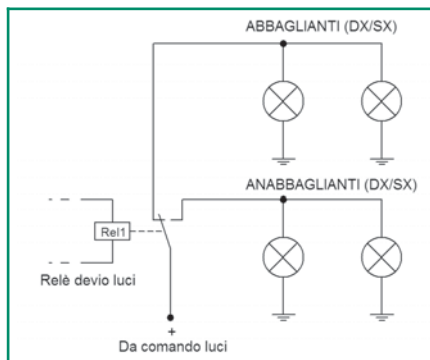 ABBAGLIANTI (DX/SX)
ANABBAGLIANTI (DX/SX)
Rel1
Relè devio luci
+
Da comando luci